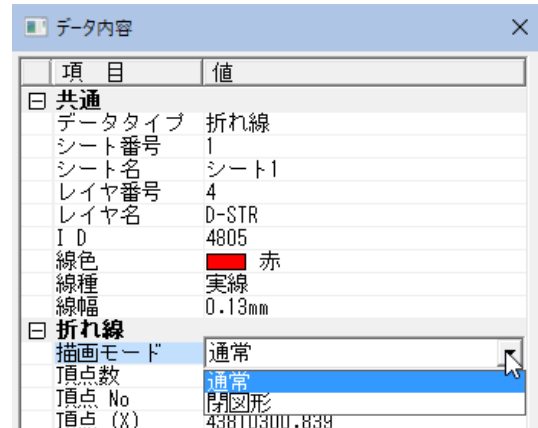 データ内容
項 目 値
共通
データタイプ 折れ線
シート番号 1
シート名 シート1
レイヤ番号 4
レイヤ名 D-STR
I D 4805
線色 赤
線種 実線
線幅 0.13mm
折れ線
描画モード 通常
頂点数 通常
頂点 No 閉図形
頂点 (X) 43810300.839